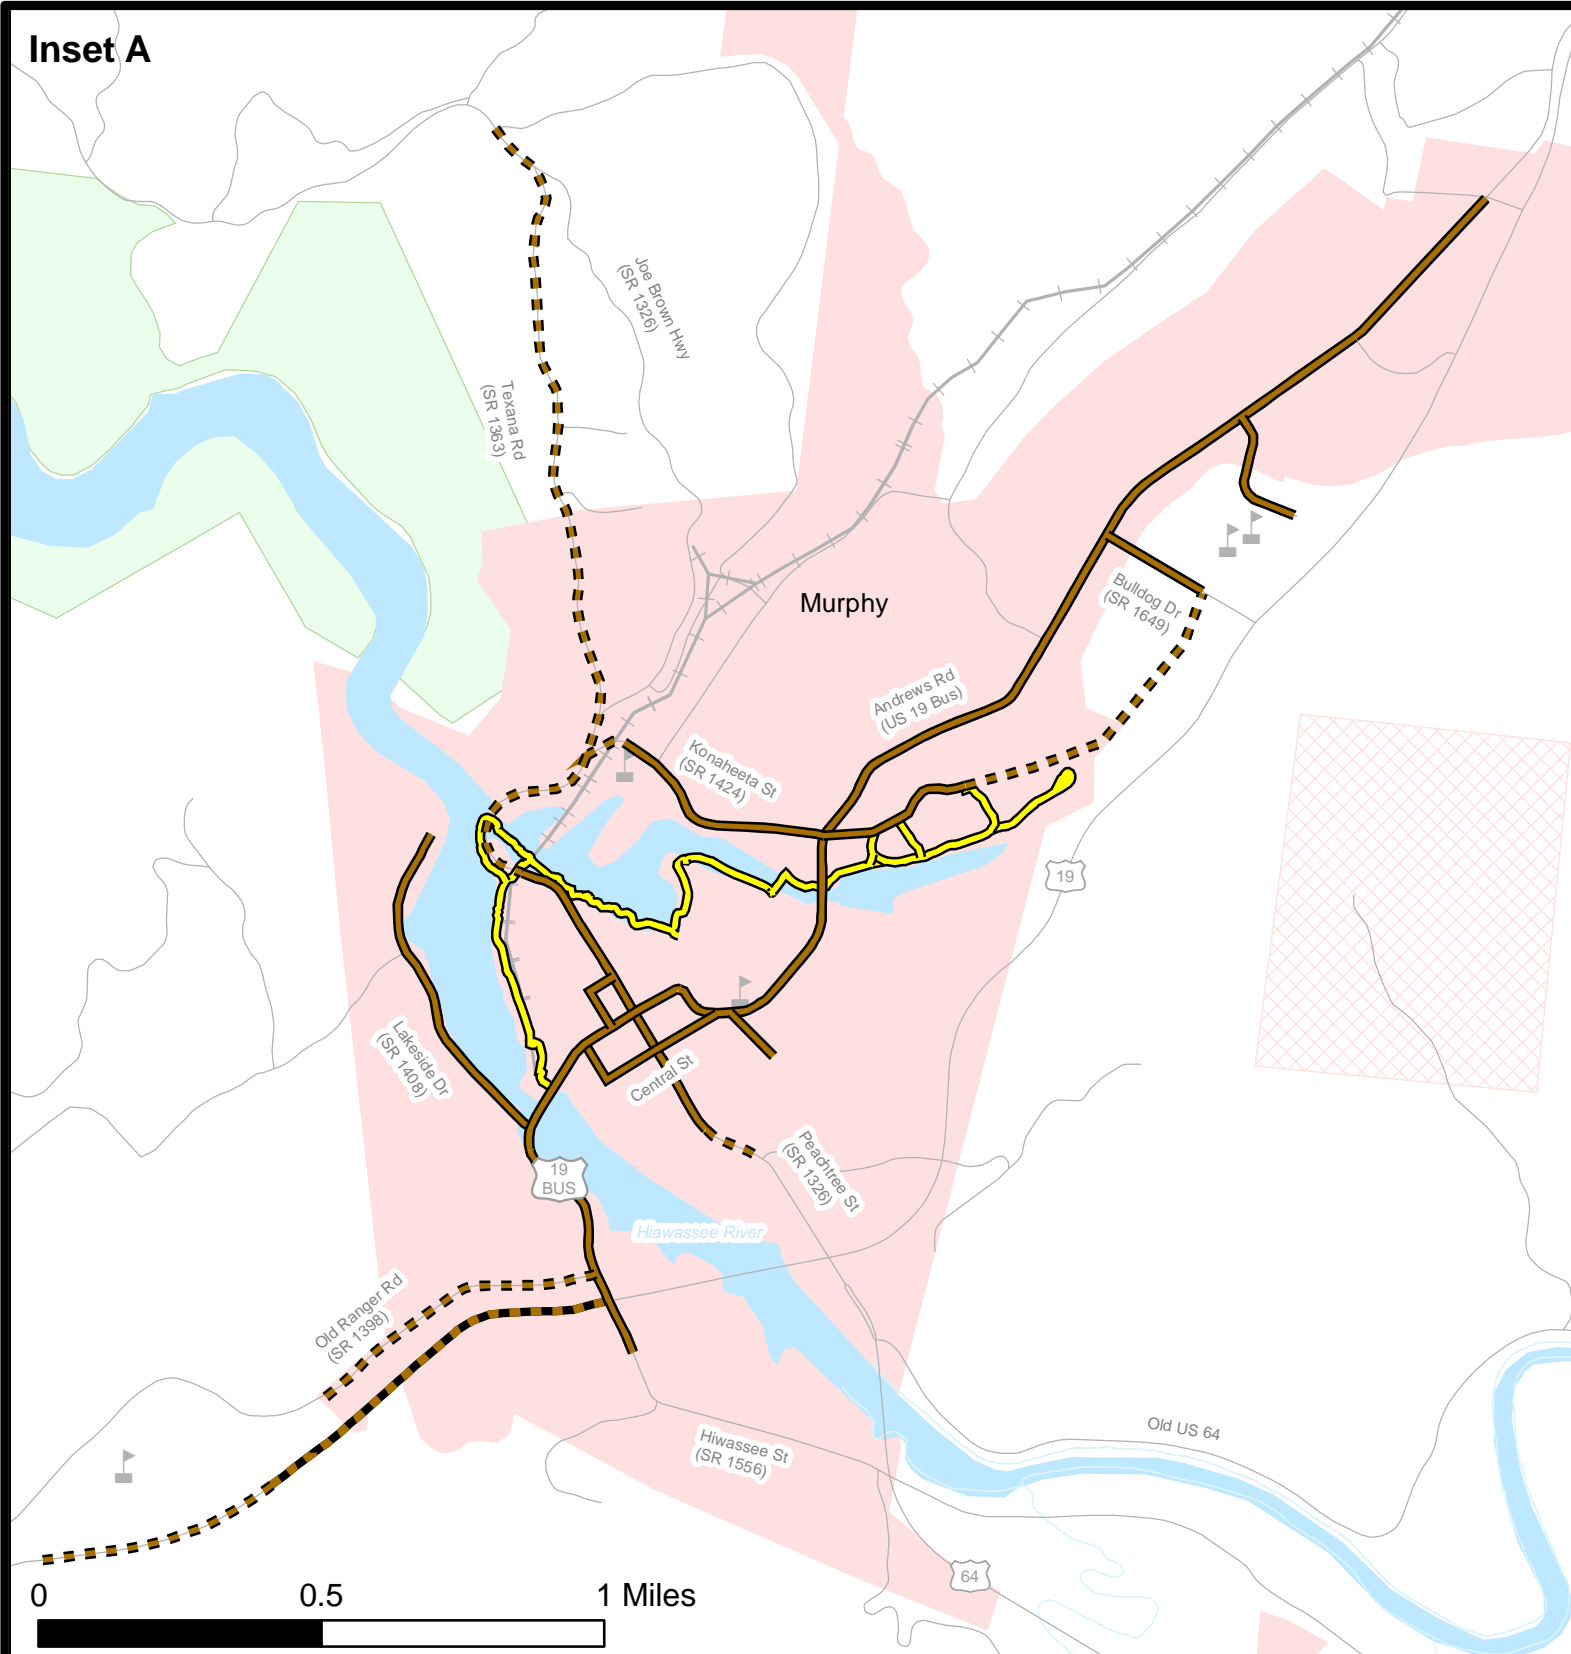 Inset A
Joe Brown Hwy
(SR 1326)
Texana Rd
(SR 1363)
Murphy
Bulldog Dr
(SR 1649)
Andrews Rd
(US 19 Bus)
Konaheeta St
(SR 1424)
19
Lakeside Dr
(SR 1408)
Central St
Peachtree St
(SR 1326)
19
BUS
Hiawassee River
Old Ranger Rd
(SR 1398)
Hiwassee St
(SR 1556)
Old US 64
64
0 0.5 1 Miles